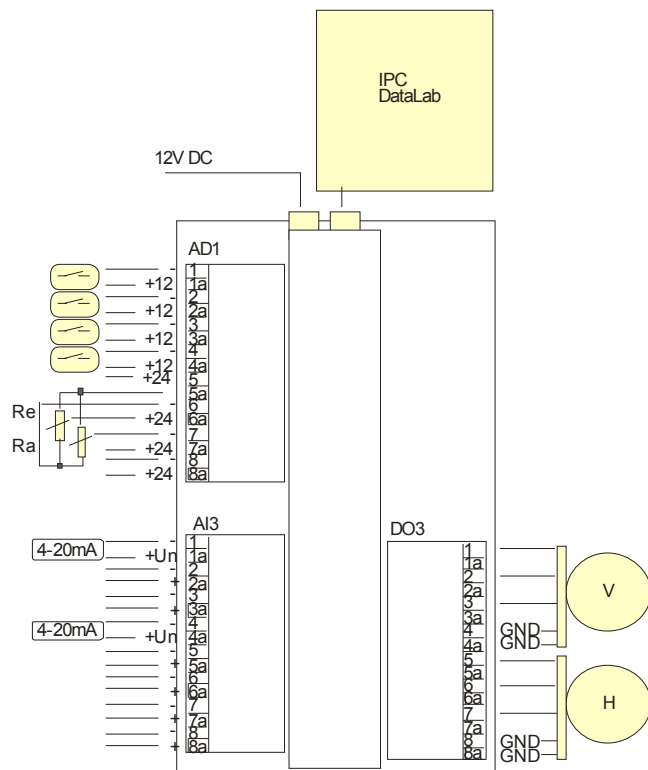 IPC
DataLab
12V DC
AD1
- 1
+12 1a
- 2
+12 2a
- 3
+12 3a
- 4
+12 4a
+24 5
5a
- 6
Re +24 6a
- 7
Ra +24 7a
- 8
+24 8a
AI3
- 1
4-20mA +Un 1a
- 2
+ 2a
- 3
+ 3a
- 4
4-20mA +Un 4a
- 5
+ 5a
- 6
+ 6a
- 7
+ 7a
- 8
+ 8a
DO3
1
1a
2
2a
V
3
3a
4 GND
4a GND
5
5a
6
6a
H
7
7a
8 GND
8a GND